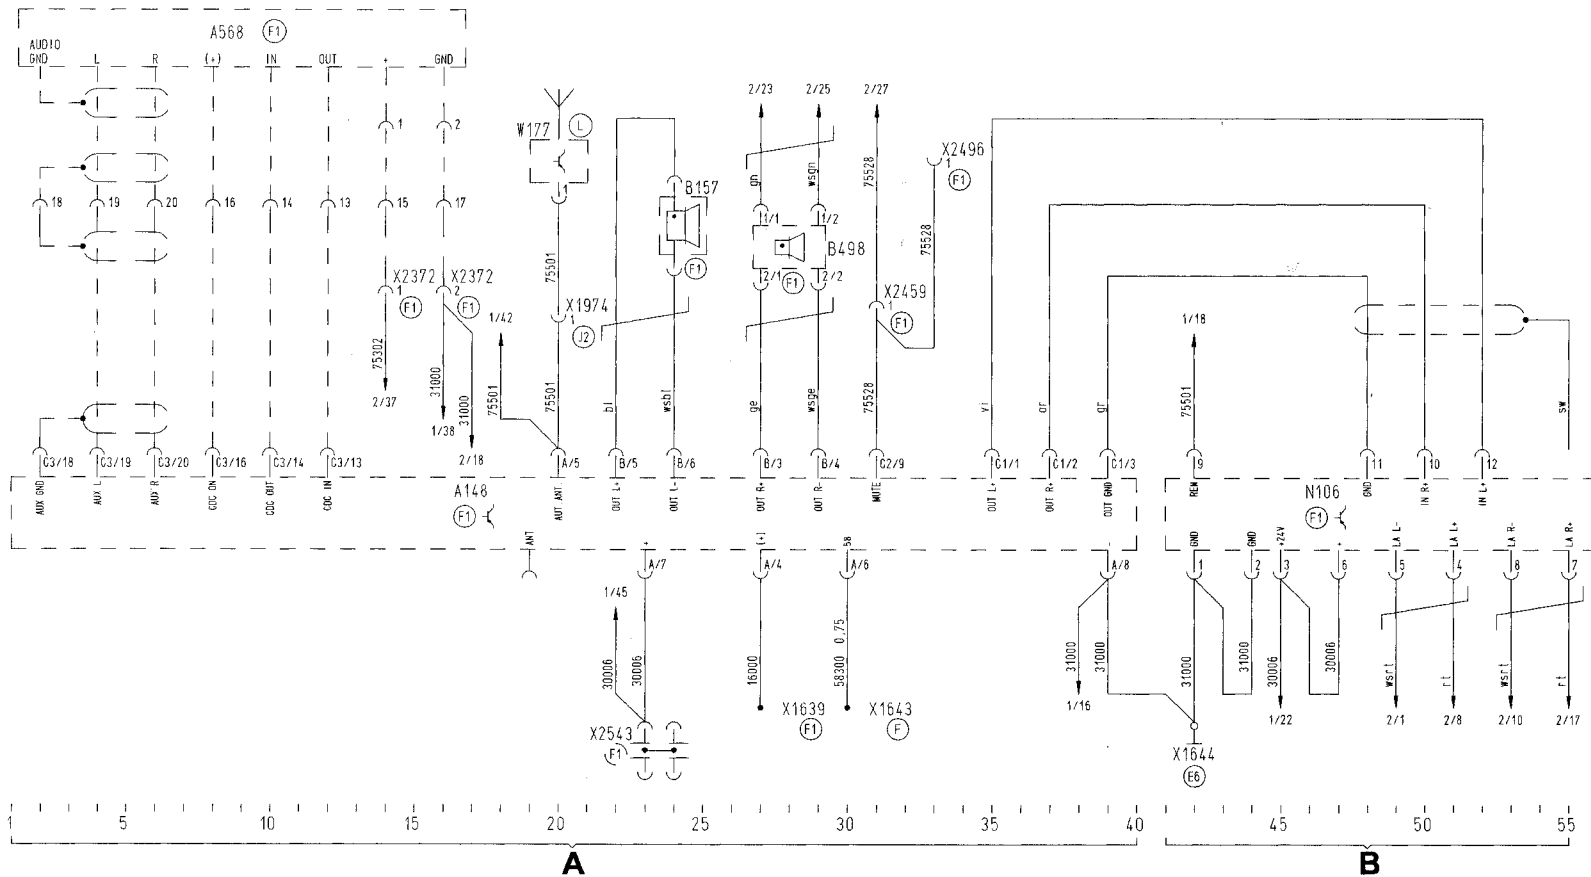 A568 F1
AUDIO
GND L R (+) IN OUT + GND
1 2
2/23 2/25 2/27
W177 L
X2496
1
F1
B157
gn wsgn 75528
18 19 20 16 14 13 15 17
1
1/1 1/2
B498
F1
2/1 2/2
F1
75528
75501
X2372
1
F1
X2372
2
F1
X1974
1
J2
X2459
1
F1
1/42
1/18
75302
31000
31000
75501
75501
bl
wsbl
ge
wsge
75528
vi
or
gr
75501
sw
2/37
1/38
2/18
C3/18 C3/19 C3/20 C3/16 C3/14 C3/13 A/5 B/5 B/6 B/3 B/4 C2/9 C1/1 C1/2 C1/3 9 11 10 12
AUX GND
AUX L
AUX R
CDC ON
CDC OUT
CDC IN
A148
F1
AUT ANT.
OUT L+
OUT L-
OUT R+
OUT R-
MUTE
OUT L+
OUT R+
OUT GND
REM
GND
IN R+
IN L+
N106
F1
ANT
+
(+)
58
-
GND
GND
+24V
+
LA L-
LA L+
LA R-
LA R+
A/7 A/4 A/6 A/8 1 2 3 6 5 4 8 7
1/45
30006
30006
16000
58300 0,75
31000
31000
31000
31000
30006
30006
wsrt
rt
wsrt
rt
X1639
F1
X1643
F
1/16
1/22
2/1
2/8
2/10
2/17
X2543
F1
X1644
E6
1 5 10 15 20 25 30 35 40 45 50 55
A B